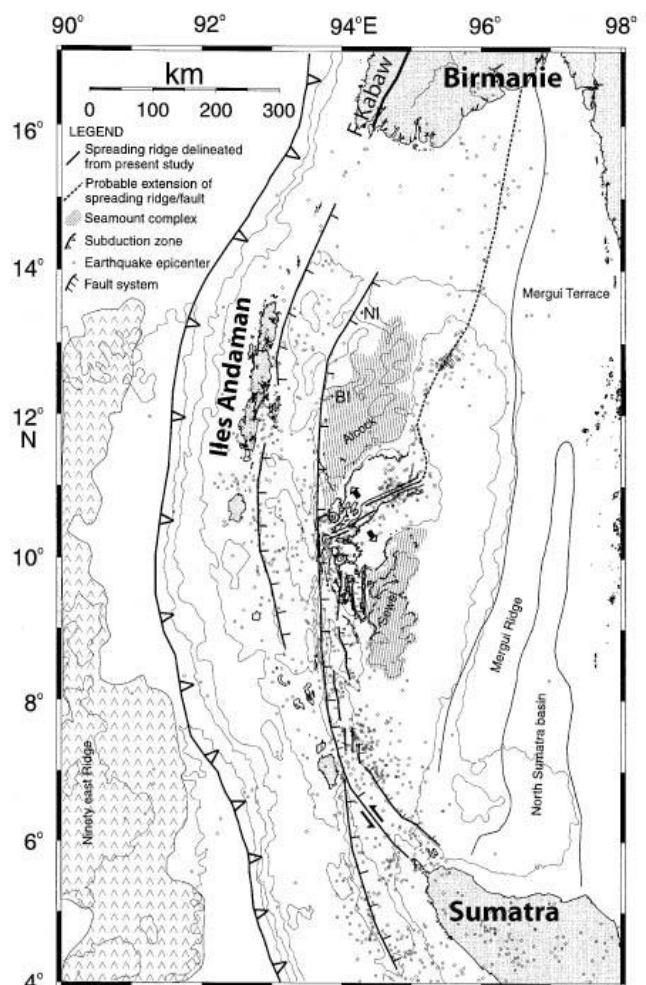 90° 92° 94°E 96° 98°
km
0 100 200 300
LEGEND
Spreading ridge delineated
from present study
Probable extension of
spreading ridge/fault
Seamount complex
Subduction zone
Earthquake epicenter
Fault system
F. Kabaw
Birmanie
16°
14°
12°
N
10°
8°
6°
4°
Mergui Terrace
NI
Iles Andaman
BI
Alcock
Sewel
Mergui Ridge
North Sumatra basin
Ninety east Ridge
Sumatra